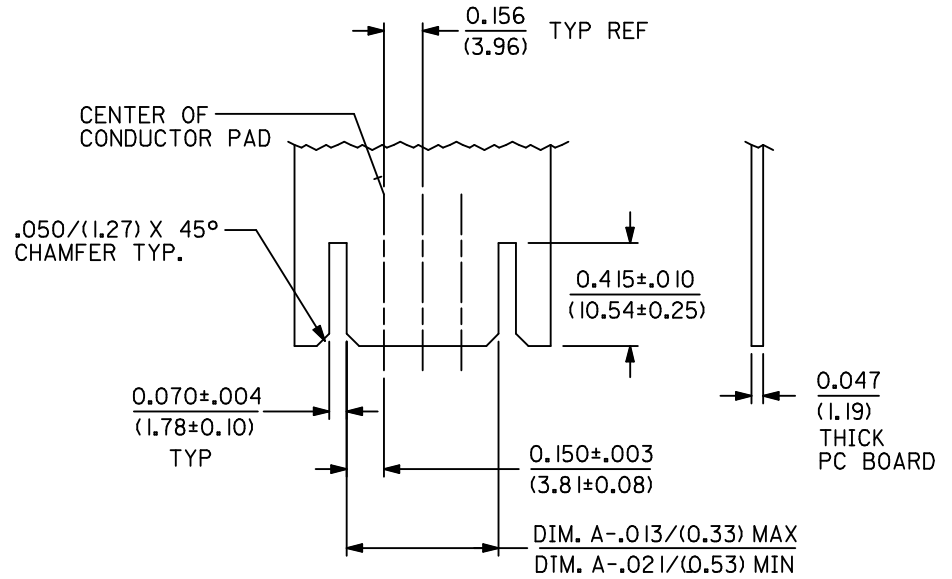 0.156
(3.96)
TYP REF
CENTER OF
CONDUCTOR PAD
.050/(1.27) X 45°
CHAMFER TYP.
0.415±.010
(10.54±0.25)
0.070±.004
(1.78±0.10)
TYP
0.047
(1.19)
THICK
PC BOARD
0.150±.003
(3.81±0.08)
DIM. A-.013/(0.33) MAX
DIM. A-.021/(0.53) MIN